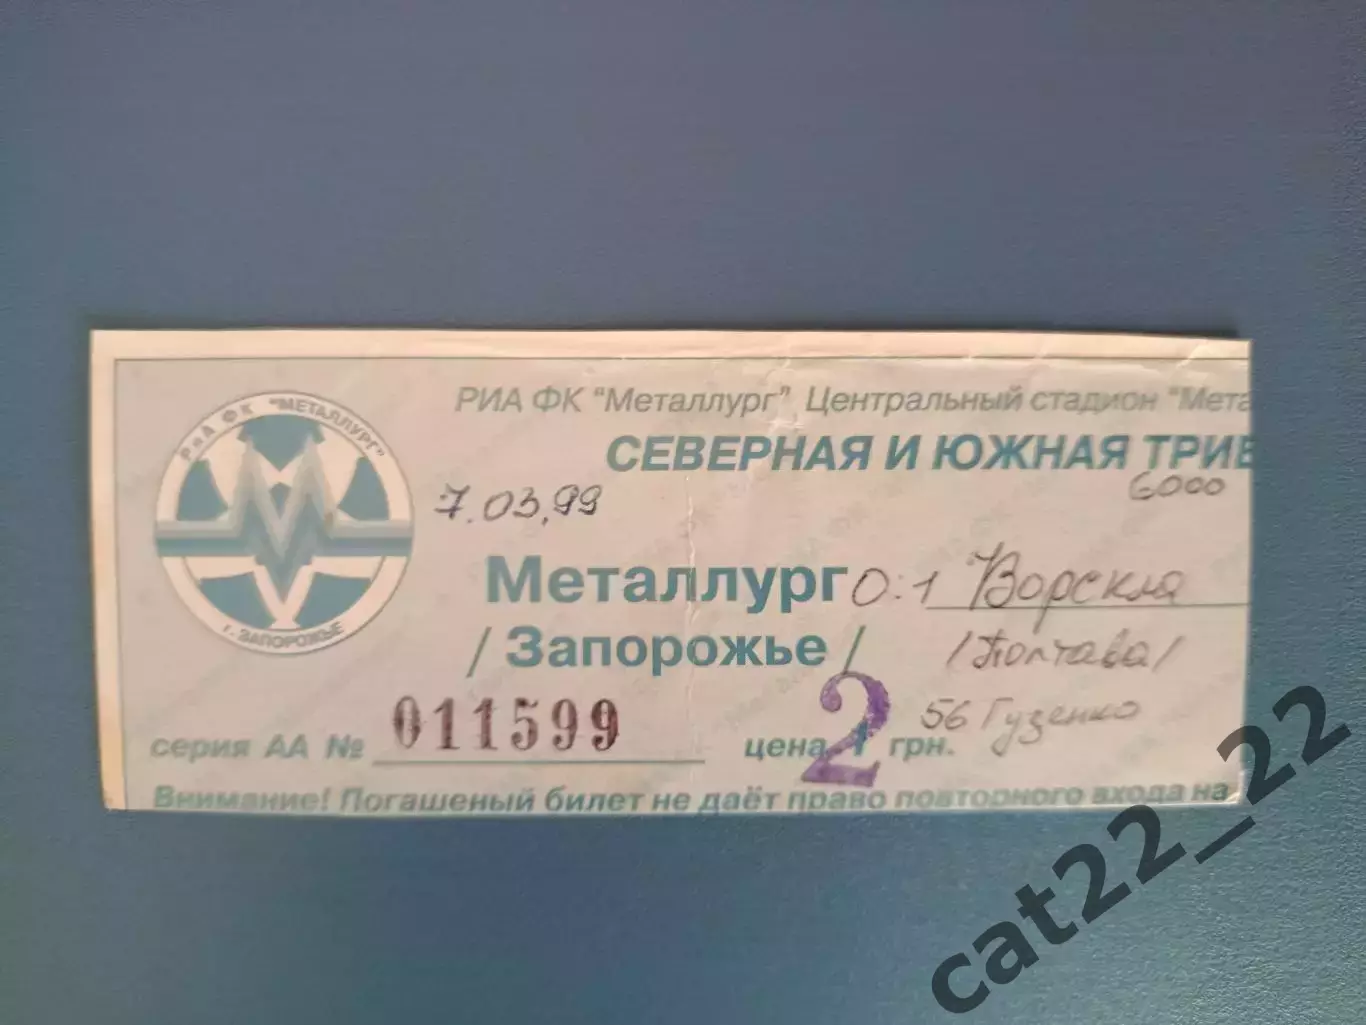 РИА ФК "Металлург" Центральный стадион "Мета
СЕВЕРНАЯ И ЮЖНАЯ ТРИБ
РиА ФК "МЕТАЛЛУРГ"
г. ЗАПОРОЖЬЕ
7.03.99
6000
Металлург 0:1 Ворскла
/Запорожье/ /Полтава/
56 Гузенко
серия АА № 011599 цена 2 грн.
Внимание! Погашеный билет не даёт право повторного входа на
cat22_22